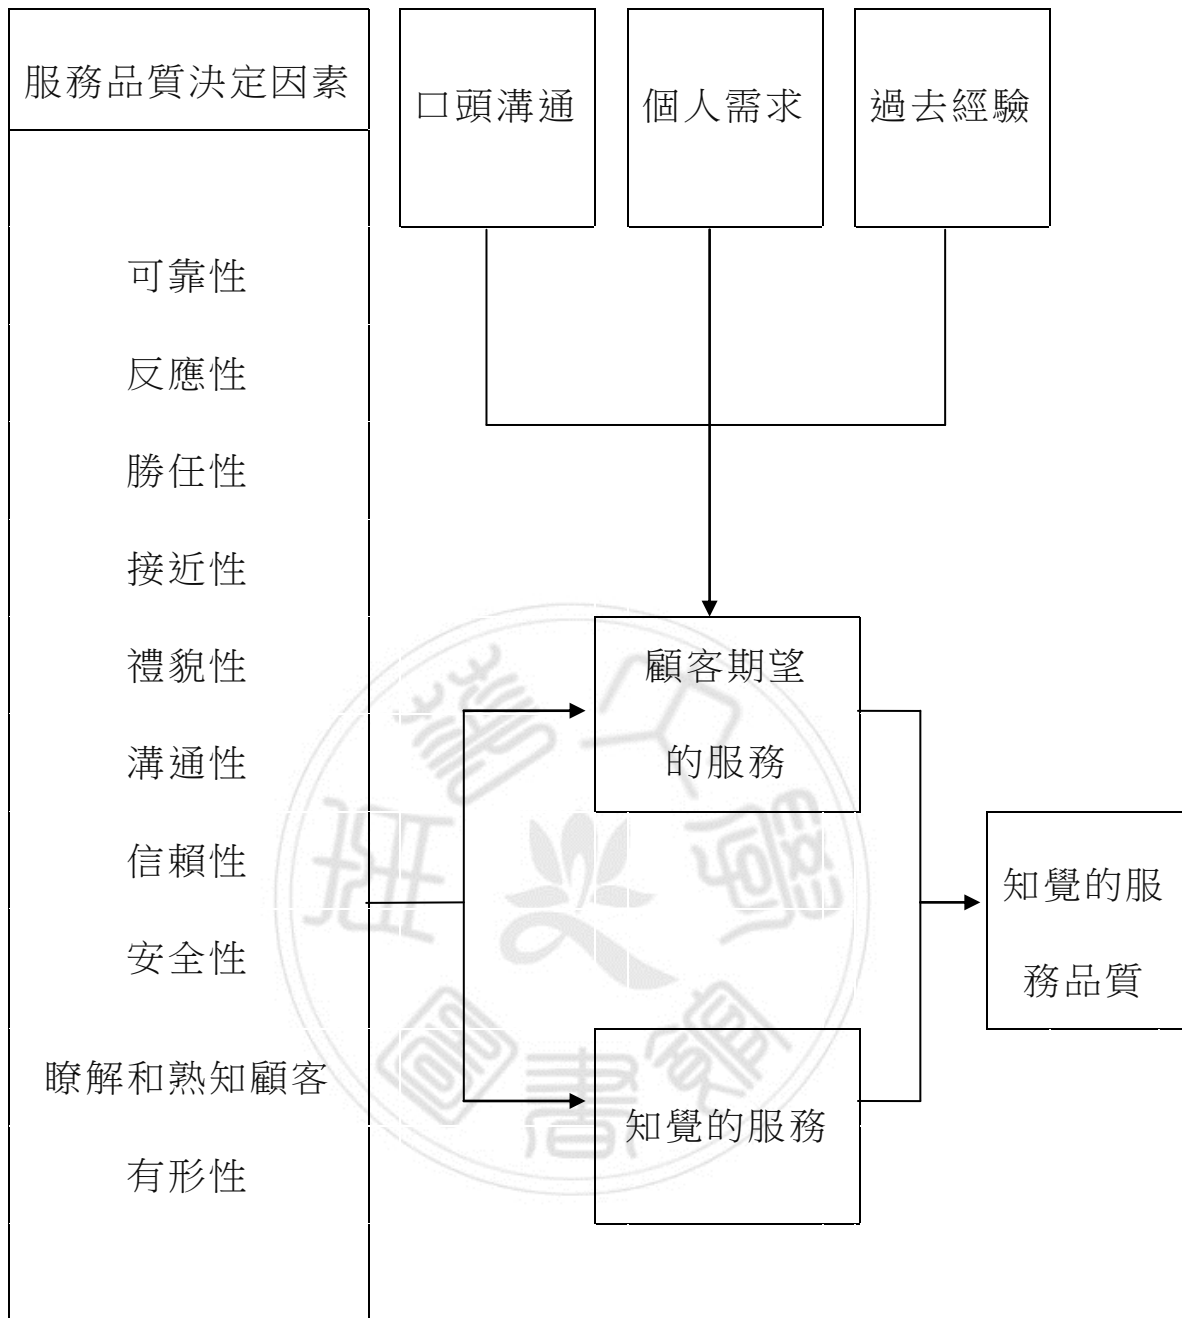 服務品質決定因素
可靠性
反應性
勝任性
接近性
禮貌性
溝通性
信賴性
安全性
瞭解和熟知顧客
有形性
口頭溝通
個人需求
過去經驗
顧客期望
的服務
知覺的服務
知覺的服
務品質